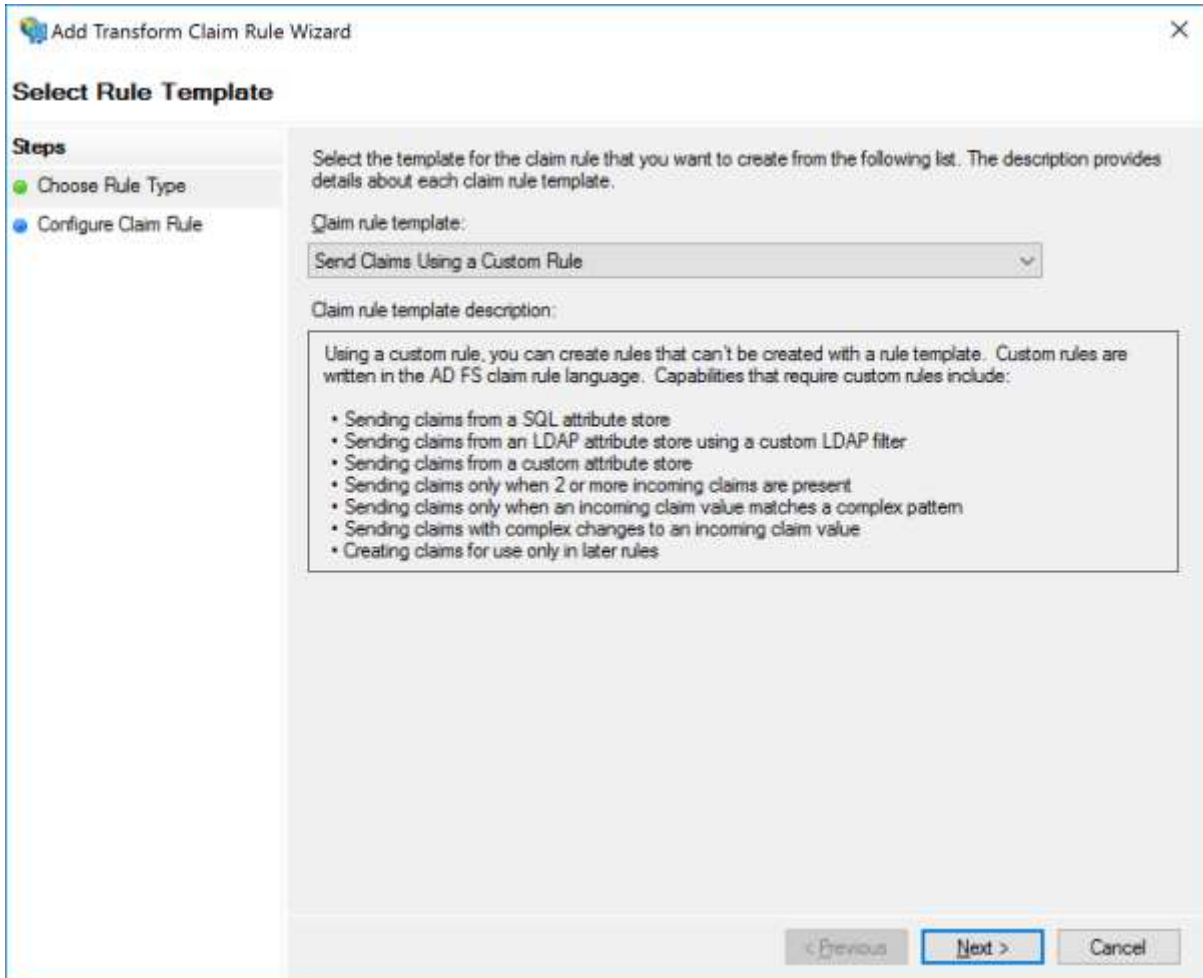 Add Transform Claim Rule Wizard
Select Rule Template
Steps
Choose Rule Type
Configure Claim Rule
Select the template for the claim rule that you want to create from the following list. The description provides
details about each claim rule template.
Claim rule template:
Send Claims Using a Custom Rule
Claim rule template description:
Using a custom rule, you can create rules that can't be created with a rule template. Custom rules are
written in the AD FS claim rule language. Capabilities that require custom rules include:
• Sending claims from a SQL attribute store
• Sending claims from an LDAP attribute store using a custom LDAP filter
• Sending claims from a custom attribute store
• Sending claims only when 2 or more incoming claims are present
• Sending claims only when an incoming claim value matches a complex pattern
• Sending claims with complex changes to an incoming claim value
• Creating claims for use only in later rules
< Previous
Next >
Cancel